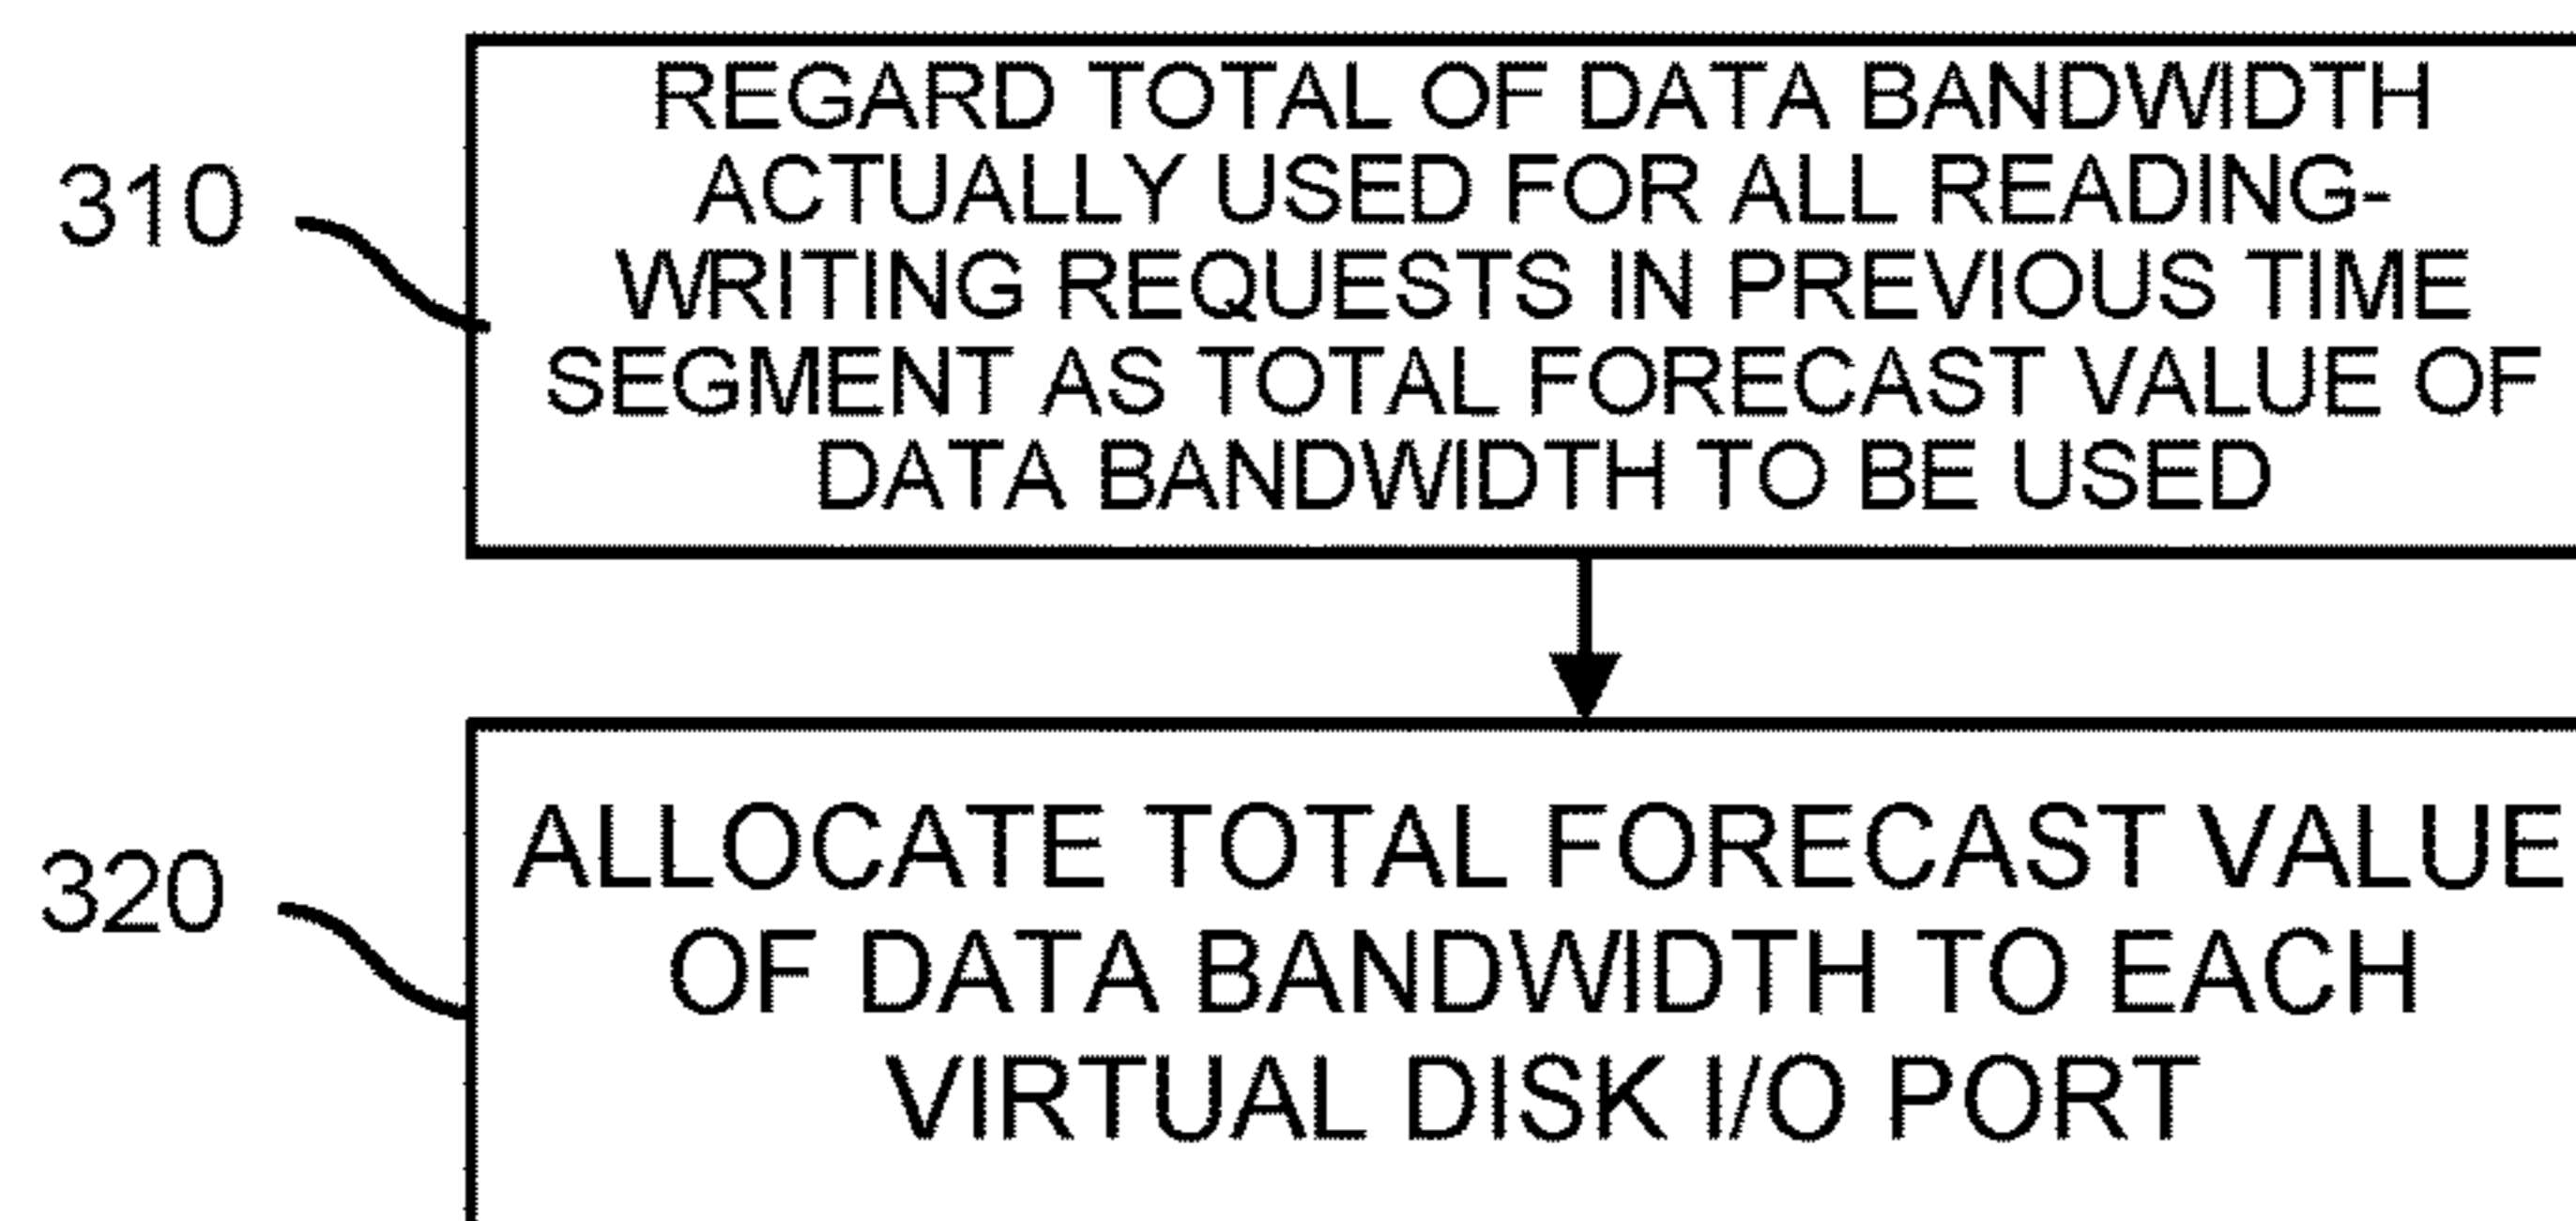 REGARD TOTAL OF DATA BANDWIDTH
ACTUALLY USED FOR ALL READING-
310
WRITING REQUESTS IN PREVIOUS TIME
SEGMENT AS TOTAL FORECAST VALUE OF
DATA BANDWIDTH TO BE USED
320
ALLOCATE TOTAL FORECAST VALUE
OF DATA BANDWIDTH TO EACH
VIRTUAL DISK I/O PORT